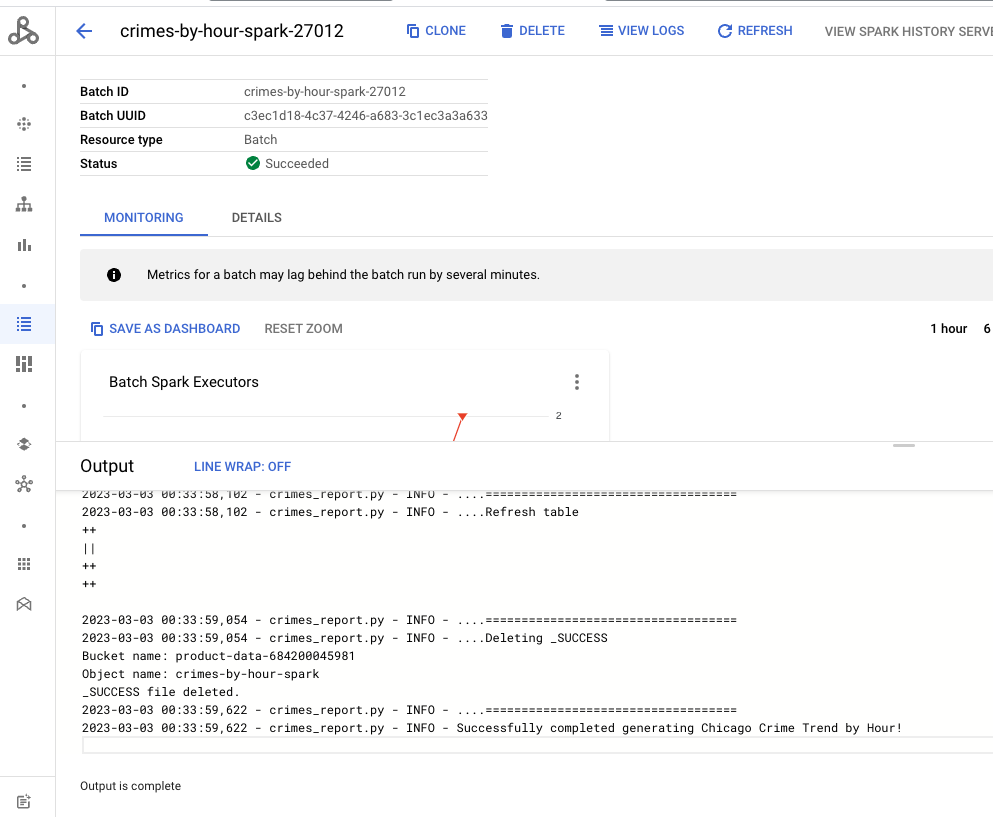 crimes-by-hour-spark-27012
CLONE
DELETE
VIEW LOGS
REFRESH
VIEW SPARK HISTORY SERVE
Batch ID crimes-by-hour-spark-27012
Batch UUID c3ec1d18-4c37-4246-a683-3c1ec3a3a633
Resource type Batch
Status Succeeded
MONITORING
DETAILS
Metrics for a batch may lag behind the batch run by several minutes.
SAVE AS DASHBOARD
RESET ZOOM
1 hour
6
Batch Spark Executors
2
Output
LINE WRAP: OFF
2023-03-03 00:33:58,102 - crimes_report.py - INFO - ....===================================
2023-03-03 00:33:58,102 - crimes_report.py - INFO - ....Refresh table
++
||
++
++
2023-03-03 00:33:59,054 - crimes_report.py - INFO - ....===================================
2023-03-03 00:33:59,054 - crimes_report.py - INFO - ....Deleting _SUCCESS
Bucket name: product-data-684200045981
Object name: crimes-by-hour-spark
_SUCCESS file deleted.
2023-03-03 00:33:59,622 - crimes_report.py - INFO - ....===================================
2023-03-03 00:33:59,622 - crimes_report.py - INFO - Successfully completed generating Chicago Crime Trend by Hour!
Output is complete